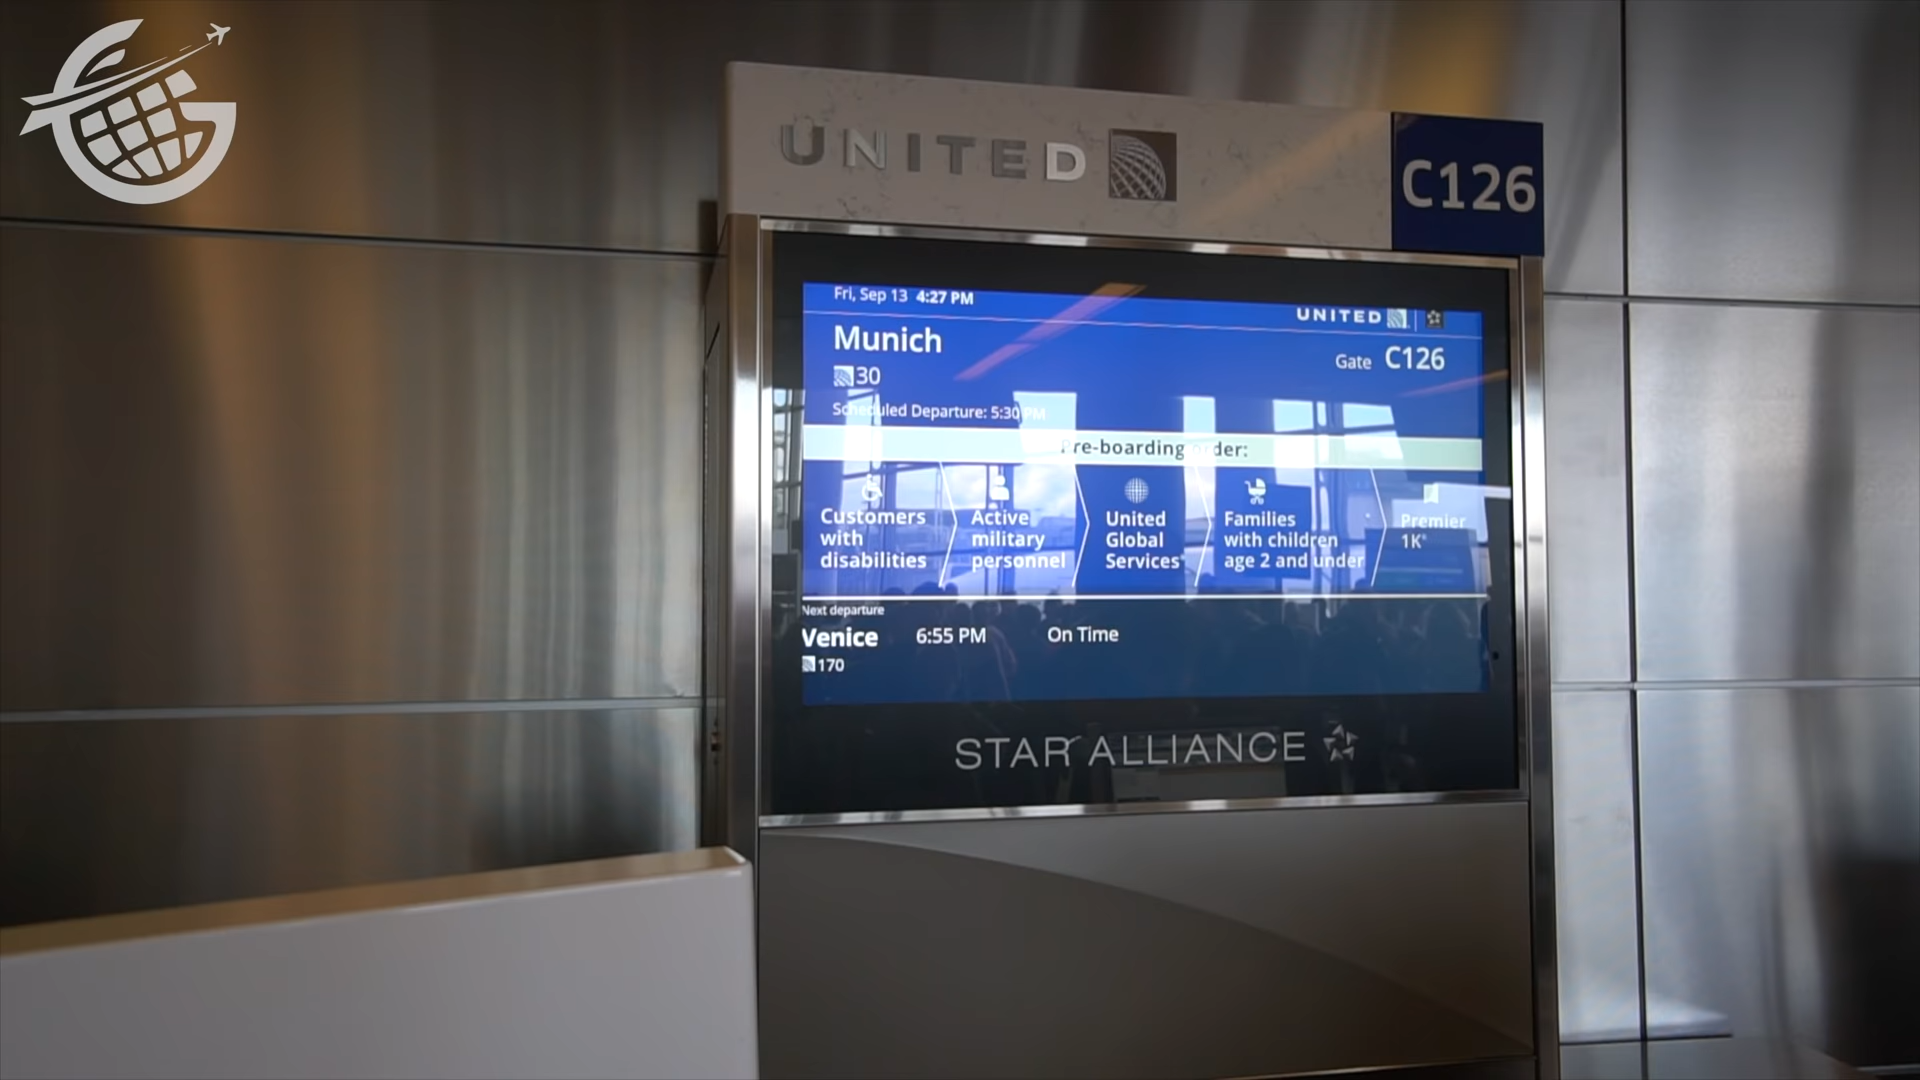 UNITED
C126
Fri, Sep 13 4:27 PM
UNITED
Munich
Gate C126
30
Scheduled Departure: 5:30 PM
Pre-boarding order:
Customers
with
disabilities
Active
military
personnel
United
Global
Services
Families
with children
age 2 and under
Premier
1K®
Next departure
Venice 6:55 PM On Time
170
STAR ALLIANCE